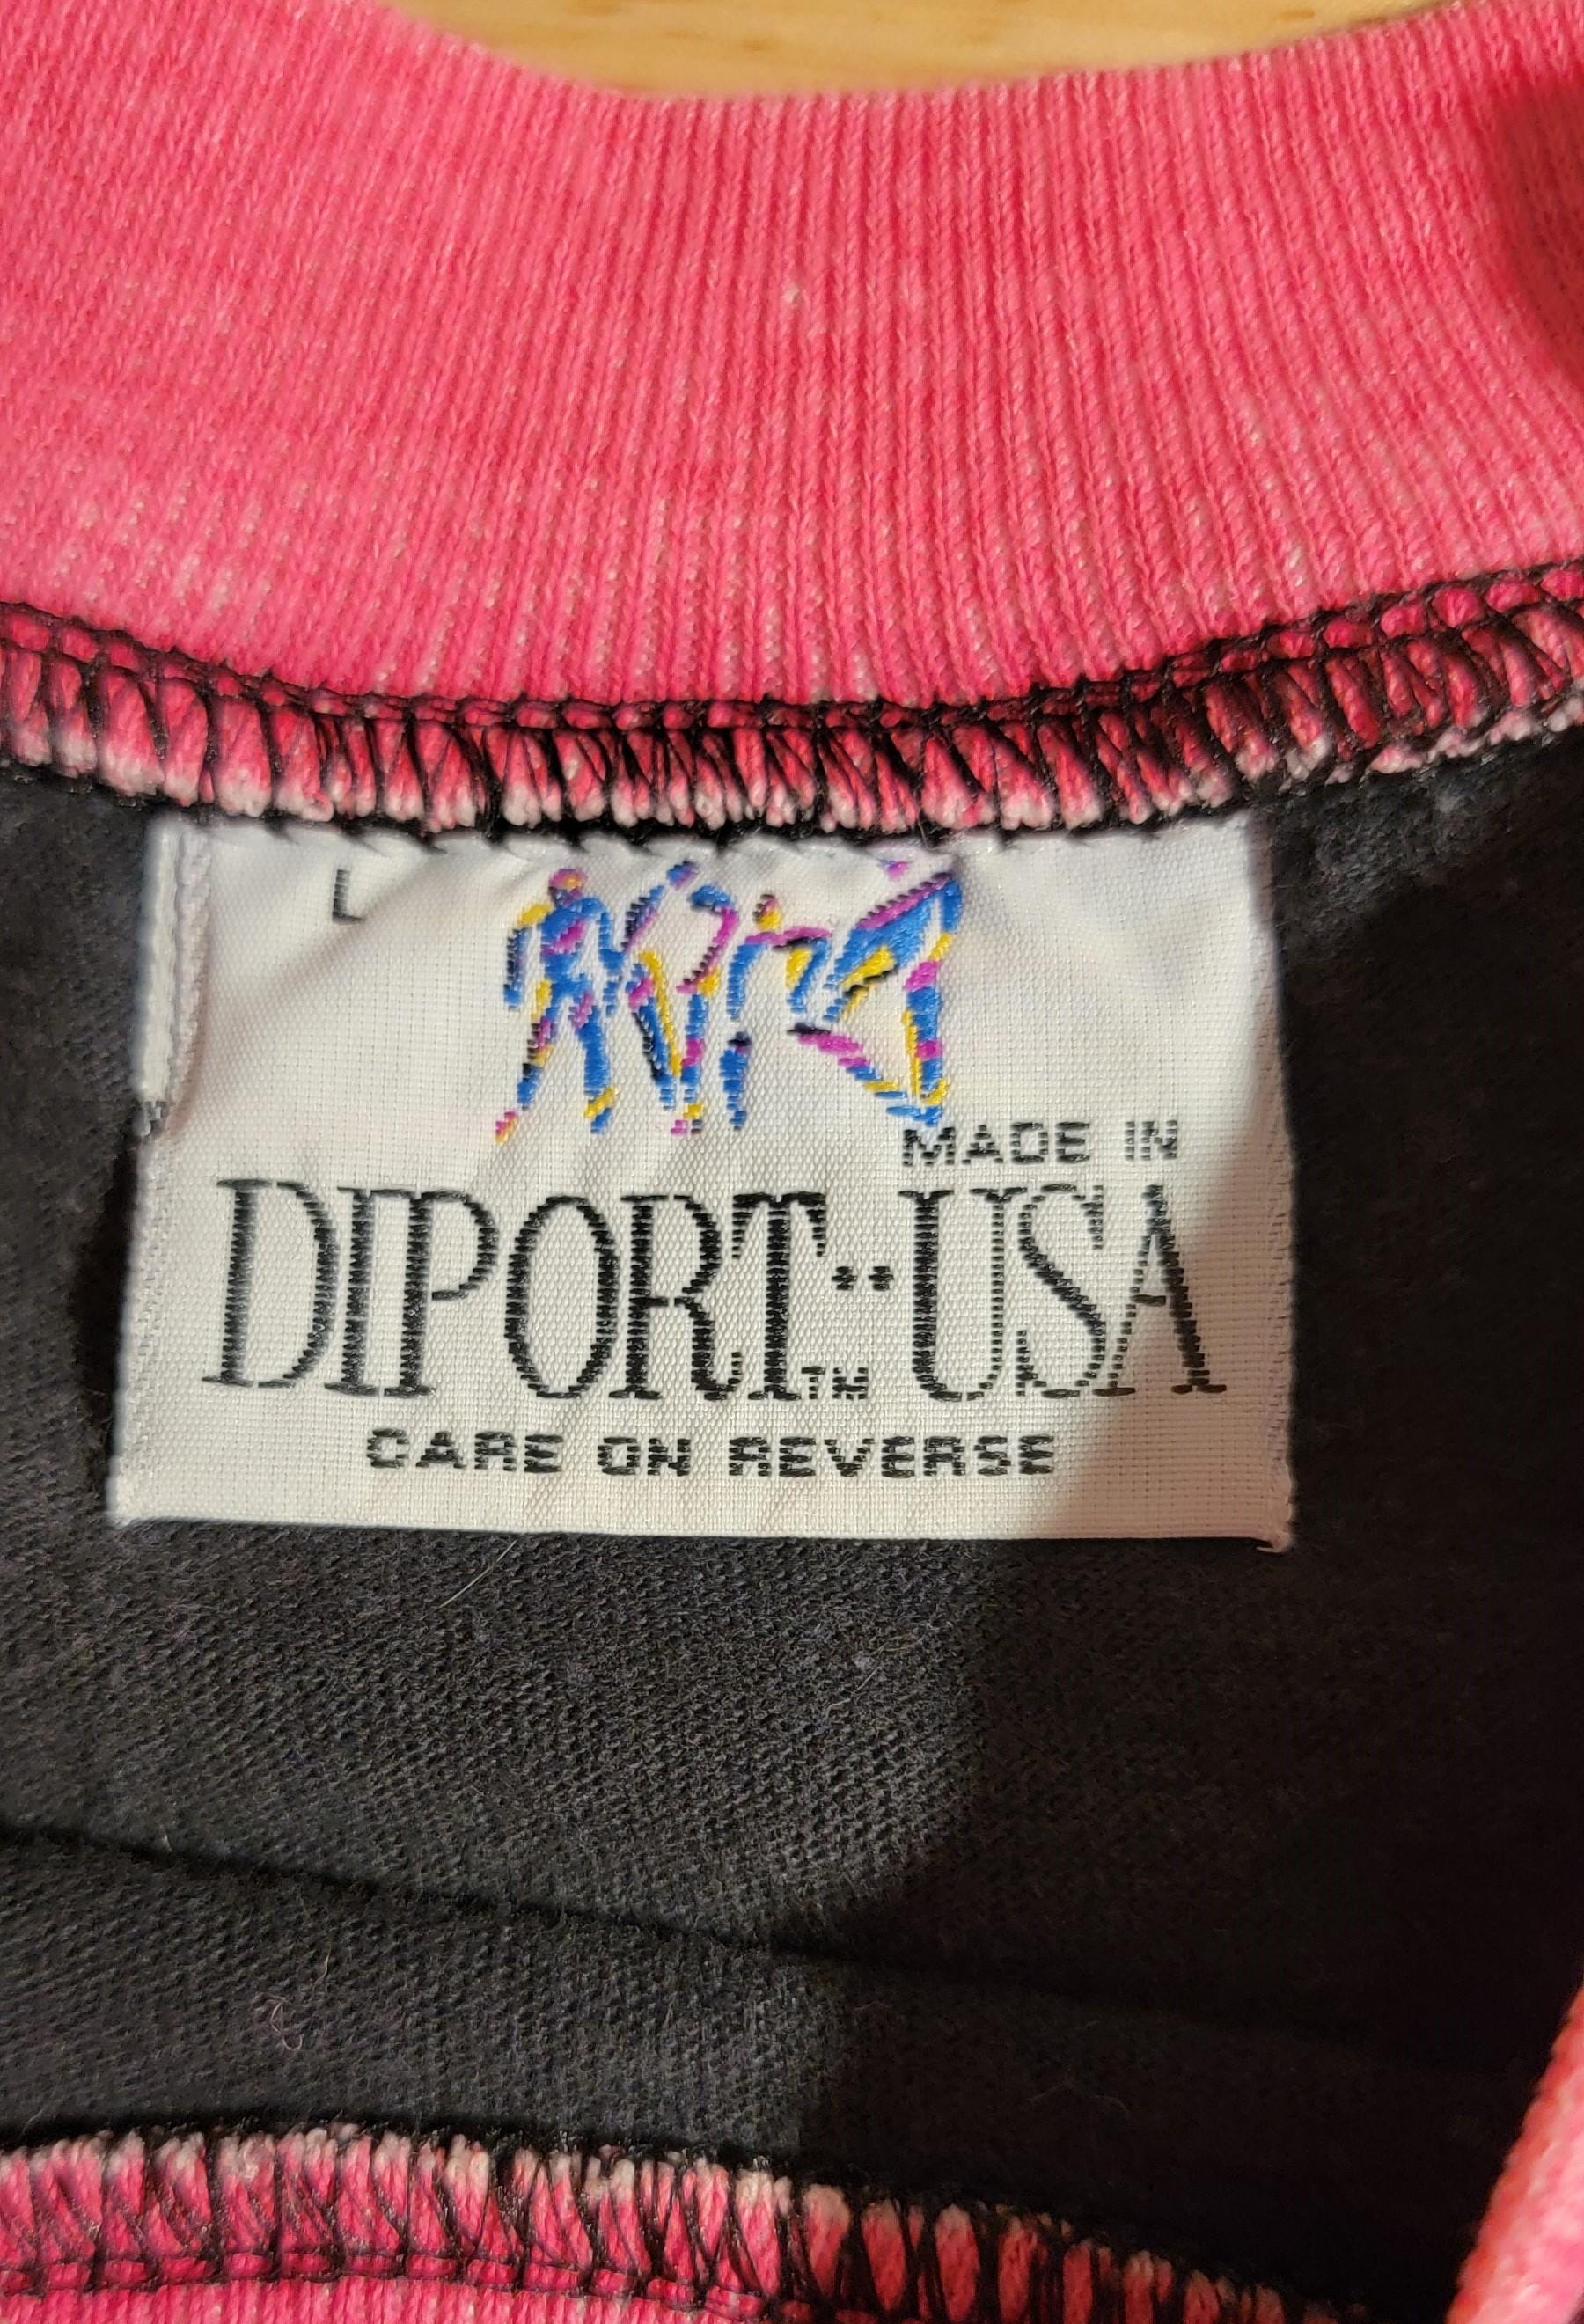 L
MADE IN
DIPORT··USA
TM
CARE ON REVERSE